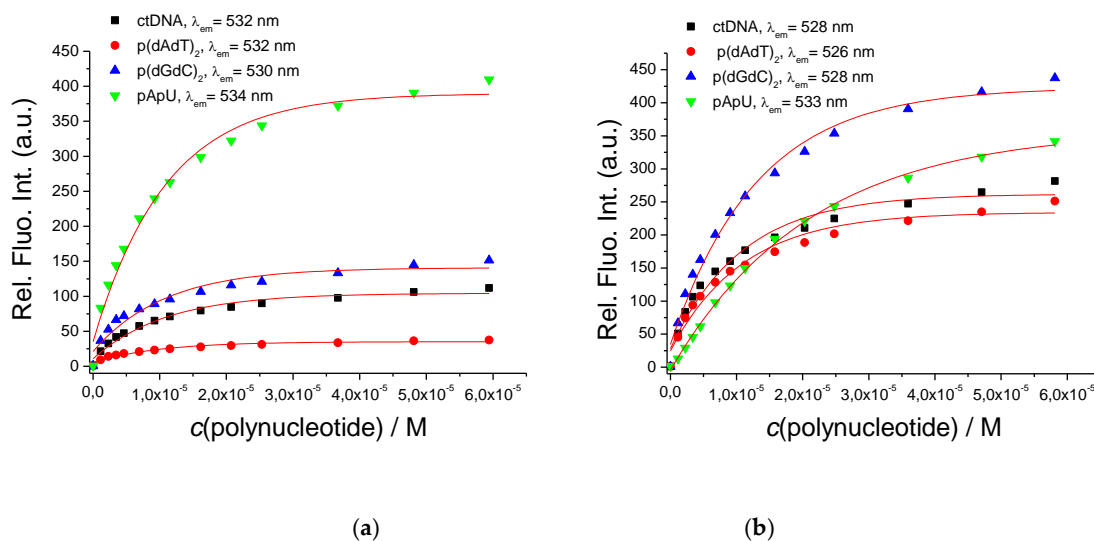 ctDNA, λem= 532 nm
p(dAdT)2, λem= 532 nm
p(dGdC)2, λem= 530 nm
pApU, λem= 534 nm
450
400
350
300
250
200
150
100
50
0
Rel. Fluo. Int. (a.u.)
0,0 1,0x10-5 2,0x10-5 3,0x10-5 4,0x10-5 5,0x10-5 6,0x10-5
c(polynucleotide) / M
(a)
ctDNA, λem= 528 nm
p(dAdT)2, λem= 526 nm
p(dGdC)2, λem= 528 nm
pApU, λem= 533 nm
450
400
350
300
250
200
150
100
50
0
Rel. Fluo. Int. (a.u.)
0,0 1,0x10-5 2,0x10-5 3,0x10-5 4,0x10-5 5,0x10-5 6,0x10-5
c(polynucleotide) / M
(b)